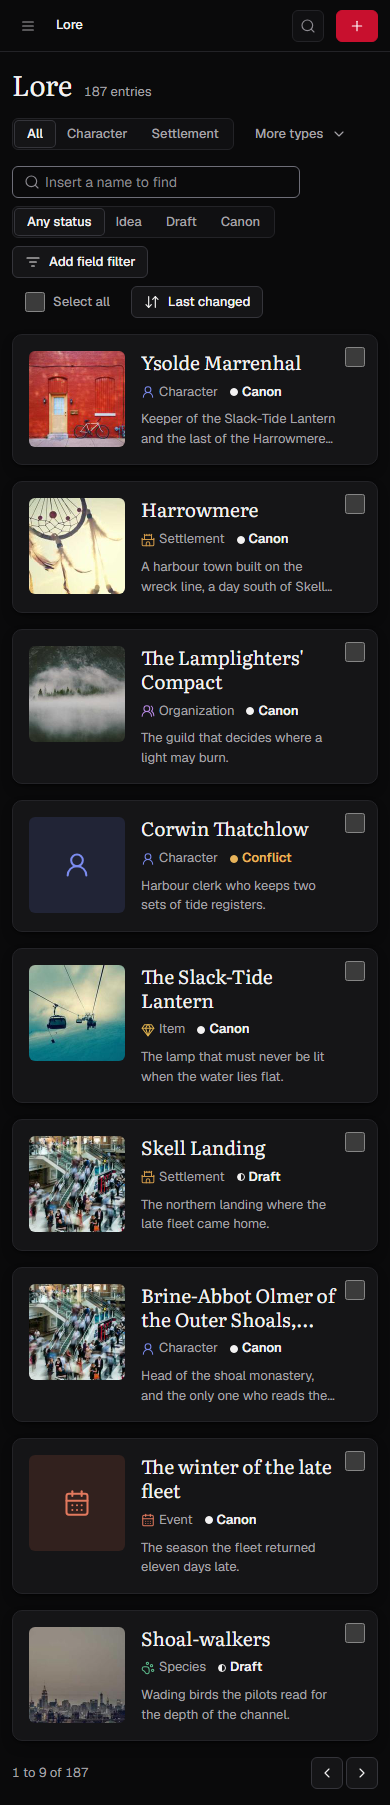 Lore
Lore 187 entries
All Character Settlement More types
Insert a name to find
Any status Idea Draft Canon
Add field filter
Select all Last changed
Ysolde Marrenhal
Character Canon
Keeper of the Slack-Tide Lantern
and the last of the Harrowmere...
Harrowmere
Settlement Canon
A harbour town built on the
wreck line, a day south of Skell...
The Lamplighters'
Compact
Organization Canon
The guild that decides where a
light may burn.
Corwin Thatchlow
Character Conflict
Harbour clerk who keeps two
sets of tide registers.
The Slack-Tide
Lantern
Item Canon
The lamp that must never be lit
when the water lies flat.
Skell Landing
Settlement Draft
The northern landing where the
late fleet came home.
Brine-Abbot Olmer of
the Outer Shoals,...
Character Canon
Head of the shoal monastery,
and the only one who reads the...
The winter of the late
fleet
Event Canon
The season the fleet returned
eleven days late.
Shoal-walkers
Species Draft
Wading birds the pilots read for
the depth of the channel.
1 to 9 of 187